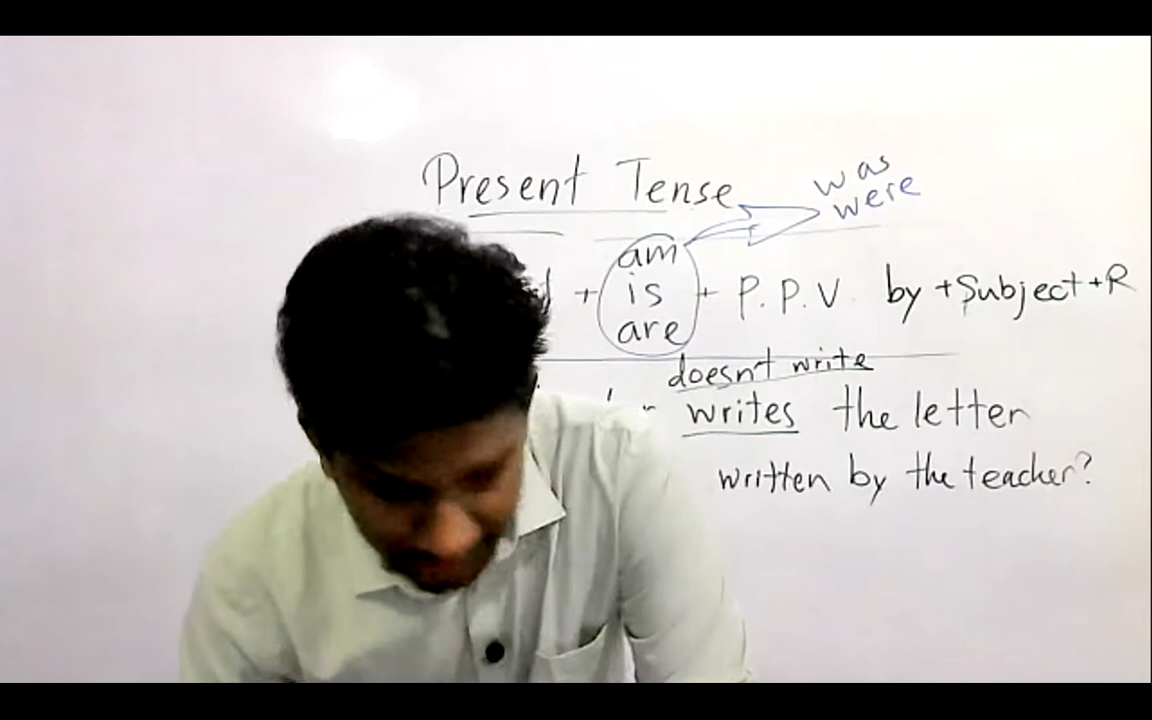 Present Tense
was
were
am
+ is + P.P.V by +Subject+R
are
doesn't write
writes the letter
written by the teacher?